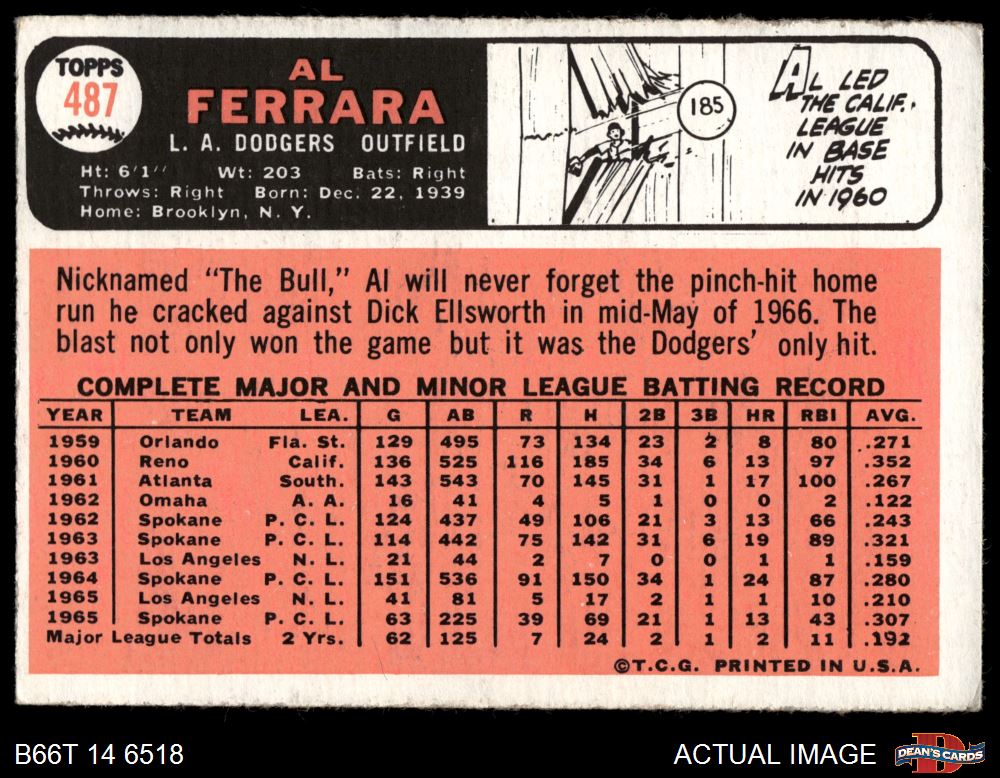 TOPPS
487
AL
FERRARA
L. A. DODGERS OUTFIELD
Ht: 6'1'' Wt: 203 Bats: Right
Throws: Right Born: Dec. 22, 1939
Home: Brooklyn, N. Y.
185
AL LED
THE CALIF.
LEAGUE
IN BASE
HITS
IN 1960
Nicknamed "The Bull," Al will never forget the pinch-hit home
run he cracked against Dick Ellsworth in mid-May of 1966. The
blast not only won the game but it was the Dodgers' only hit.
COMPLETE MAJOR AND MINOR LEAGUE BATTING RECORD
YEAR TEAM LEA. G AB R H 2B 3B HR RBI AVG.
1959 Orlando Fla. St. 129 495 73 134 23 2 8 80 .271
1960 Reno Calif. 136 525 116 185 34 6 13 97 .352
1961 Atlanta South. 143 543 70 145 31 1 17 100 .267
1962 Omaha A. A. 16 41 4 5 1 0 0 2 .122
1962 Spokane P. C. L. 124 437 49 106 21 3 13 66 .243
1963 Spokane P. C. L. 114 442 75 142 31 6 19 89 .321
1963 Los Angeles N. L. 21 44 2 7 0 0 1 1 .159
1964 Spokane P. C. L. 151 536 91 150 34 1 24 87 .280
1965 Los Angeles N. L. 41 81 5 17 2 1 1 10 .210
1965 Spokane P. C. L. 63 225 39 69 21 1 13 43 .307
Major League Totals 2 Yrs. 62 125 7 24 2 1 2 11 .192
©T.C.G. PRINTED IN U.S.A.
B66T 14 6518
ACTUAL IMAGE
DEAN'S CARDS